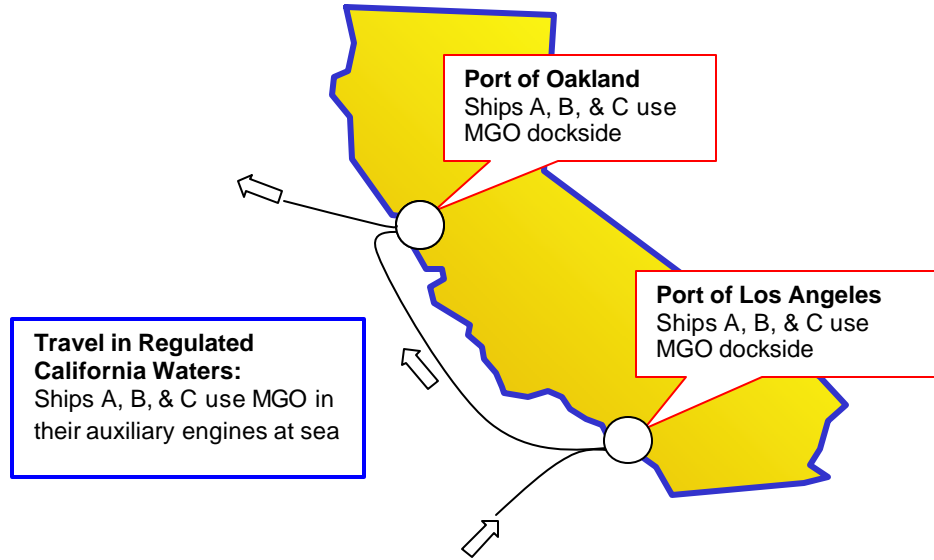 Port of Oakland
Ships A, B, & C use
MGO dockside
Port of Los Angeles
Ships A, B, & C use
MGO dockside
Travel in Regulated
California Waters:
Ships A, B, & C use MGO in
their auxiliary engines at sea